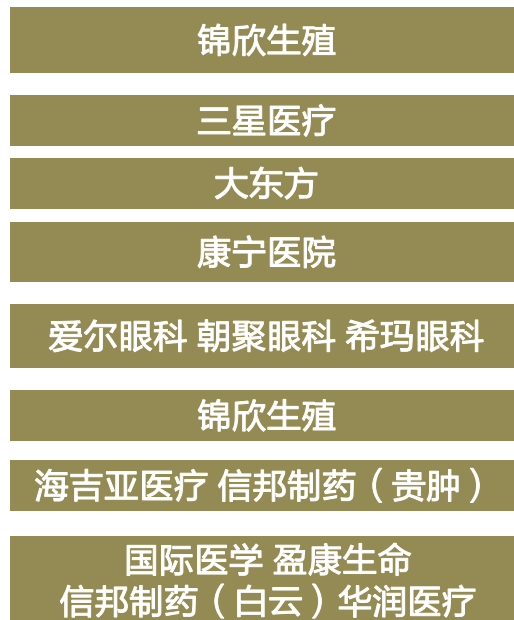 锦欣生殖
三星医疗
大东方
康宁医院
爱尔眼科 朝聚眼科 希玛眼科
锦欣生殖
海吉亚医疗 信邦制药（贵肿）
国际医学 盈康生命
信邦制药（白云）华润医疗